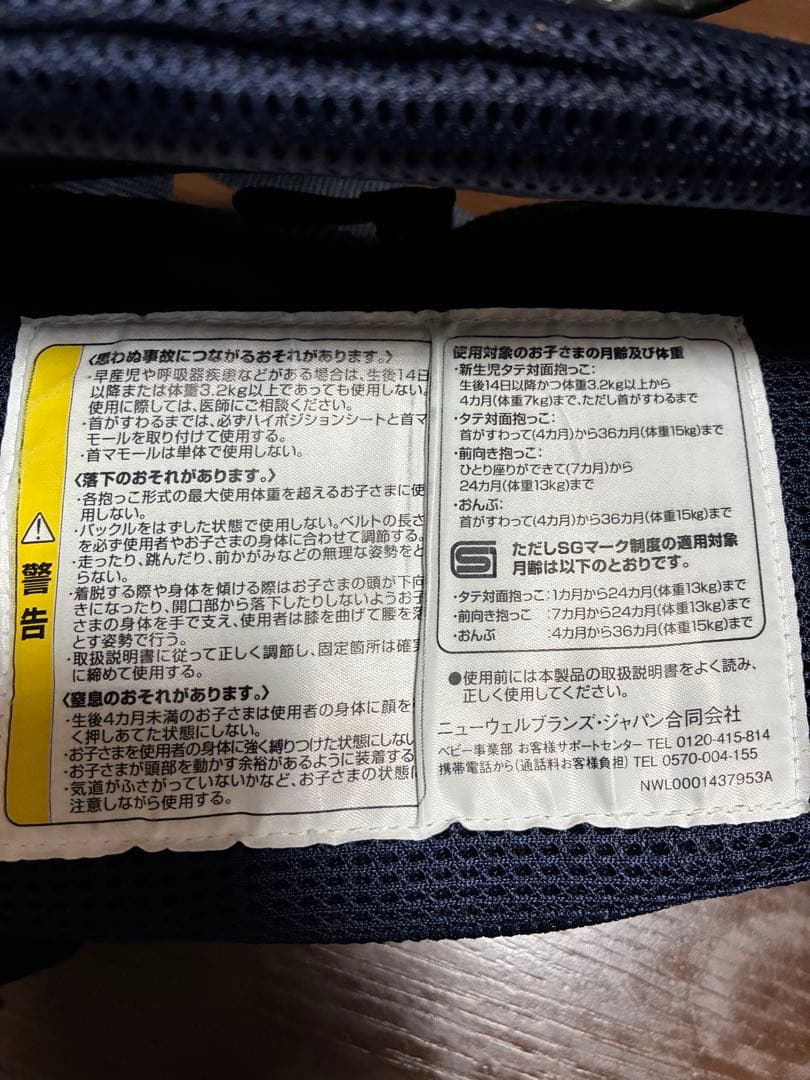 警告
〈思わぬ事故につながるおそれがあります。〉
・早産児や呼吸器疾患などがある場合は、生後14日
以降または体重3.2kg以上であっても使用しない。
使用に際しては、医師にご相談ください。
・首がすわるまでは、必ずハイポジションシートと首マ
モールを取り付けて使用する。
・首マモールは単体で使用しない。
〈落下のおそれがあります。〉
・各抱っこ形式の最大使用体重を超えるお子さまに使
用しない。
・バックルをはずした状態で使用しない。ベルトの長さ
を必ず使用者やお子さまの身体に合わせて調節する。
・走ったり、跳んだり、前かがみなどの無理な姿勢をと
らない。
・着脱する際や身体を傾ける際はお子さまの頭が下向
きになったり、開口部から落下したりしないようお子
さまの身体を手で支え、使用者は膝を曲げて腰を落
とす姿勢で行う。
・取扱説明書に従って正しく調節し、固定箇所は確実
に締めて使用する。
〈窒息のおそれがあります。〉
・生後4カ月未満のお子さまは使用者の身体に顔を
く押しあてた状態にしない。
・お子さまを使用者の身体に強く縛りつけた状態にしない
・お子さまが頭部を動かす余裕があるように装着する
・気道がふさがっていないかなど、お子さまの状態に
注意しながら使用する。
使用対象のお子さまの月齢及び体重
・新生児タテ対面抱っこ:
生後14日以降かつ体重3.2kg以上から
4カ月(体重7kg)まで、ただし首がすわるまで
・タテ対面抱っこ:
首がすわって(4カ月)から36カ月(体重15kg)まで
・前向き抱っこ:
ひとり座りができて(7カ月)から
24カ月(体重13kg)まで
・おんぶ:
首がすわって(4カ月)から36カ月(体重15kg)まで
ただしSGマーク制度の適用対象
月齢は以下のとおりです。
・タテ対面抱っこ:1カ月から24カ月(体重13kg)まで
・前向き抱っこ :7カ月から24カ月(体重13kg)まで
・おんぶ :4カ月から36カ月(体重15kg)まで
●使用前には本製品の取扱説明書をよく読み、
正しく使用してください。
ニューウェルブランズ・ジャパン合同会社
ベビー事業部 お客様サポートセンター TEL 0120-415-814
携帯電話から(通話料お客様負担) TEL 0570-004-155
NWL0001437953A